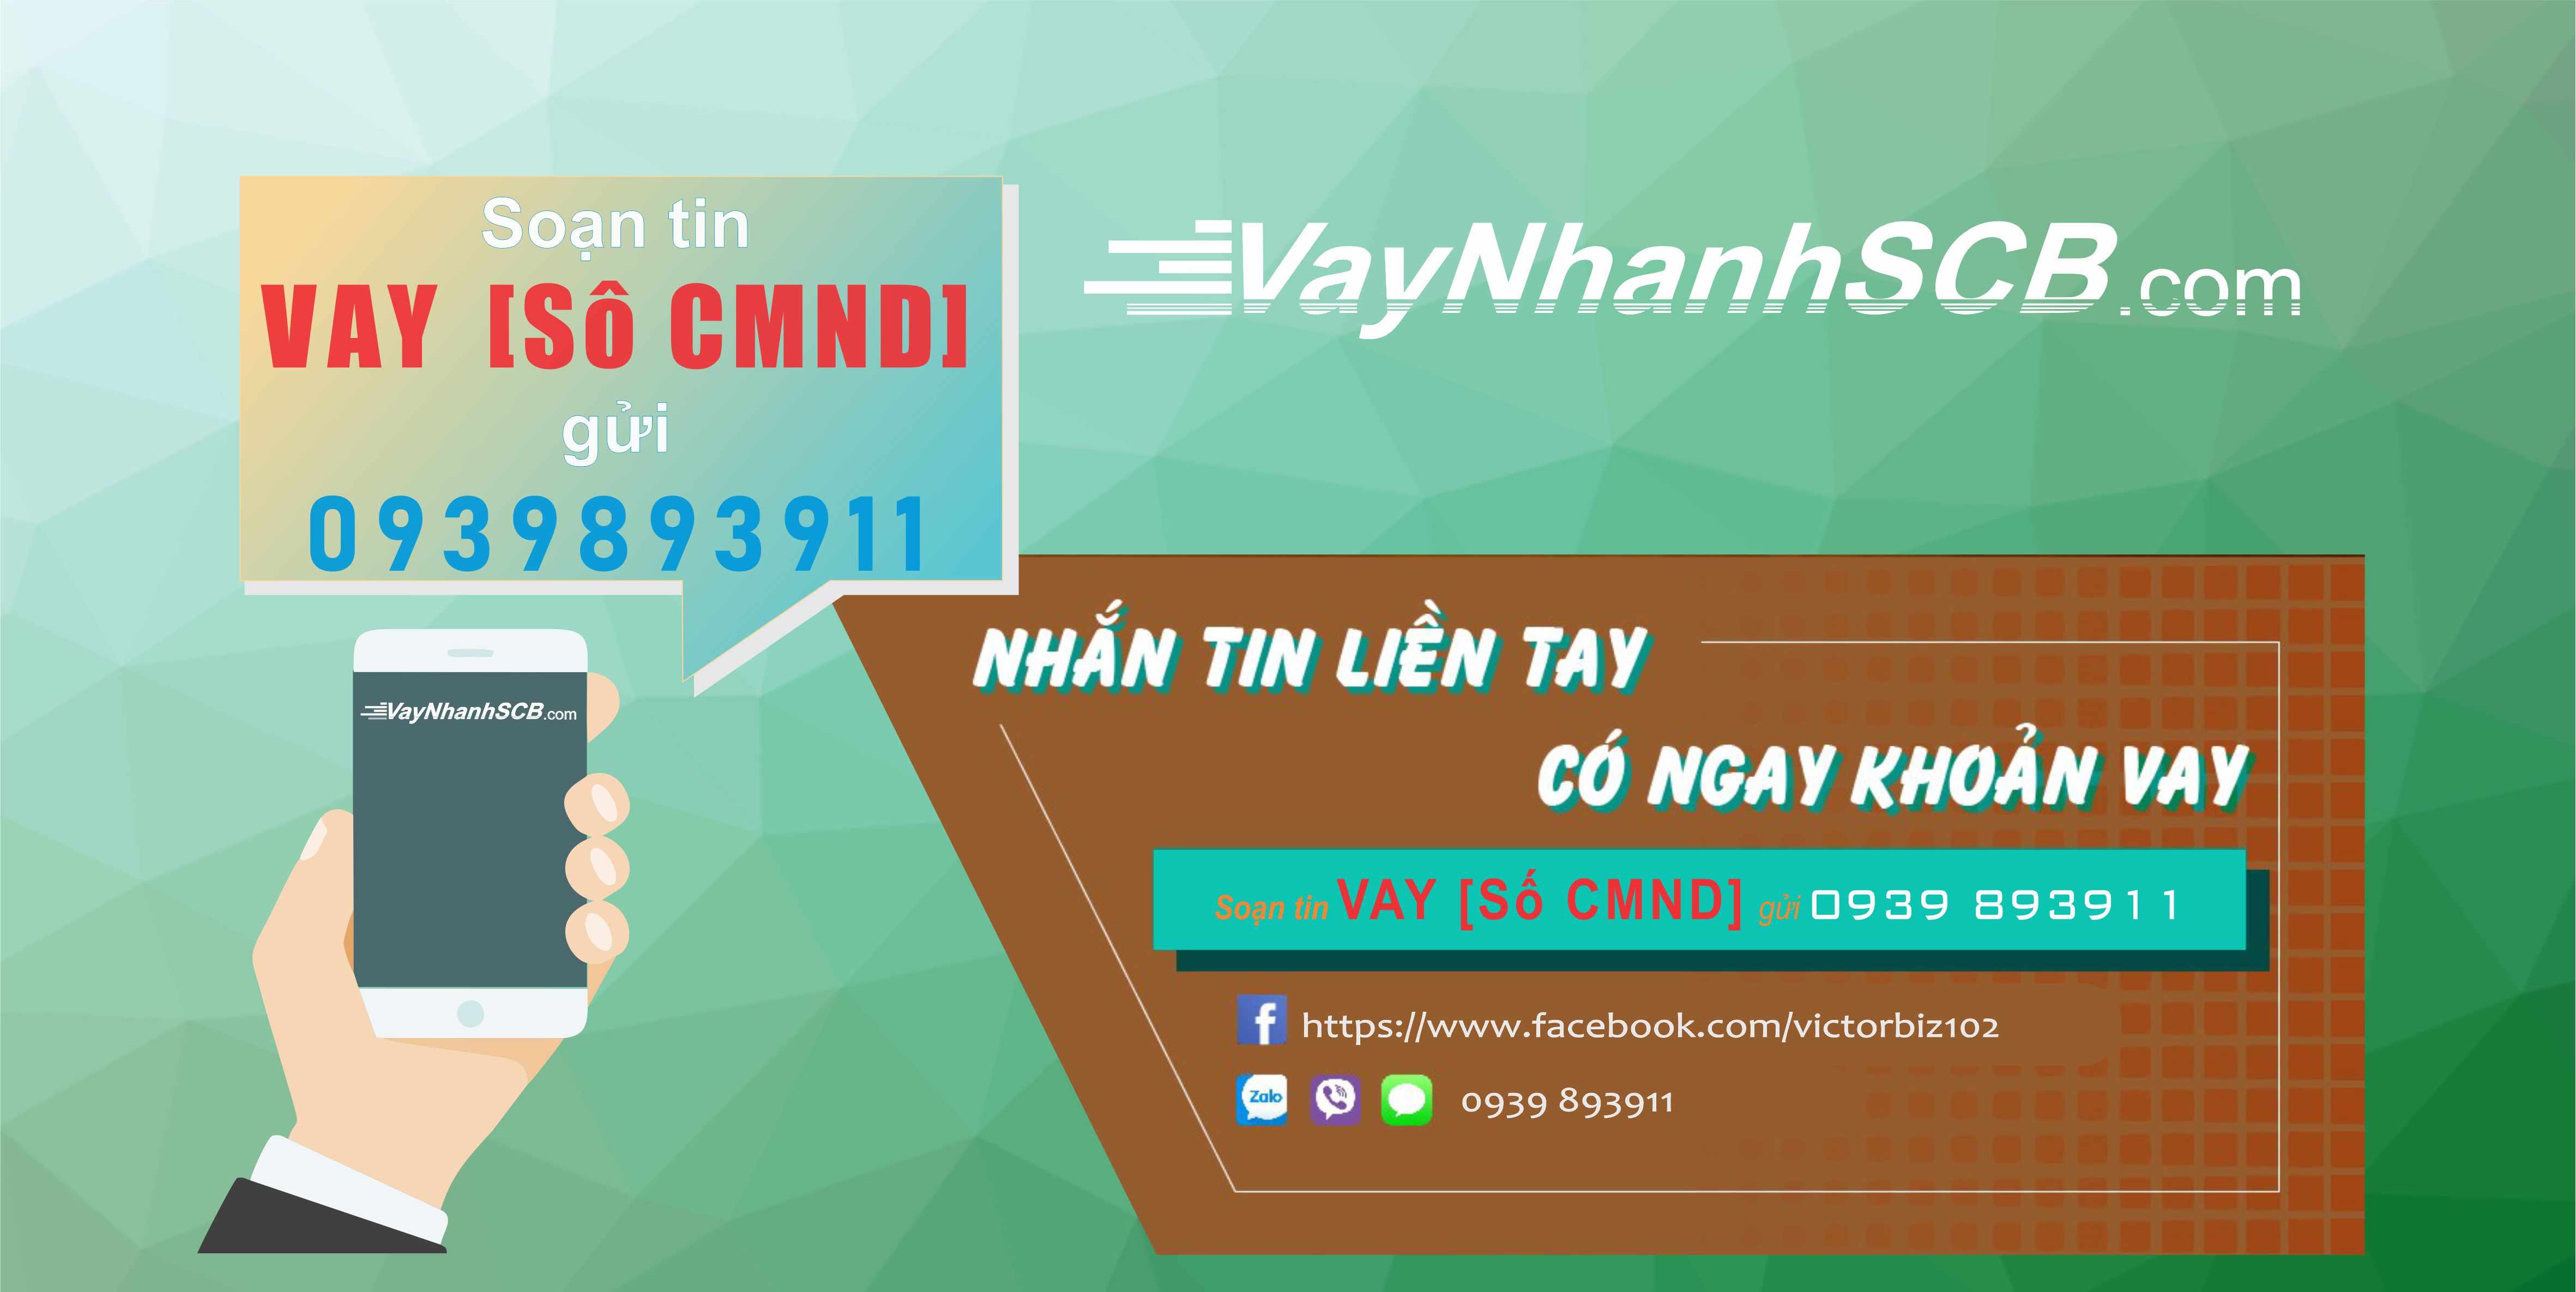 Soạn tin
VAY [Sô CMND]
gửi
0939893911
VayNhanhSCB.com
VayNhanhSCB.com
NHẮN TIN LIỀN TAY
CÓ NGAY KHOẢN VAY
Soạn tin VAY [Số CMND] gửi 0939 893911
f https://www.facebook.com/victorbiz102
Zalo 0939 893911